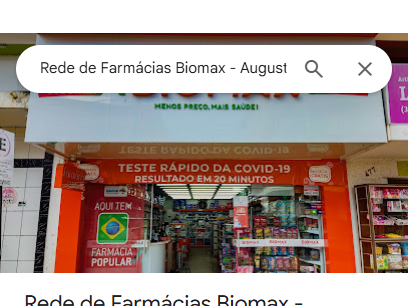 Rede de Farmácias Biomax - August
MENOS PREÇO, MAIS SAÚDE!
TESTE RÁPIDO DA COVID-19
RESULTADO EM 20 MINUTOS
AQUI TEM
FARMÁCIA
POPULAR
BIOMAX
Rede de Farmácias Biomax -